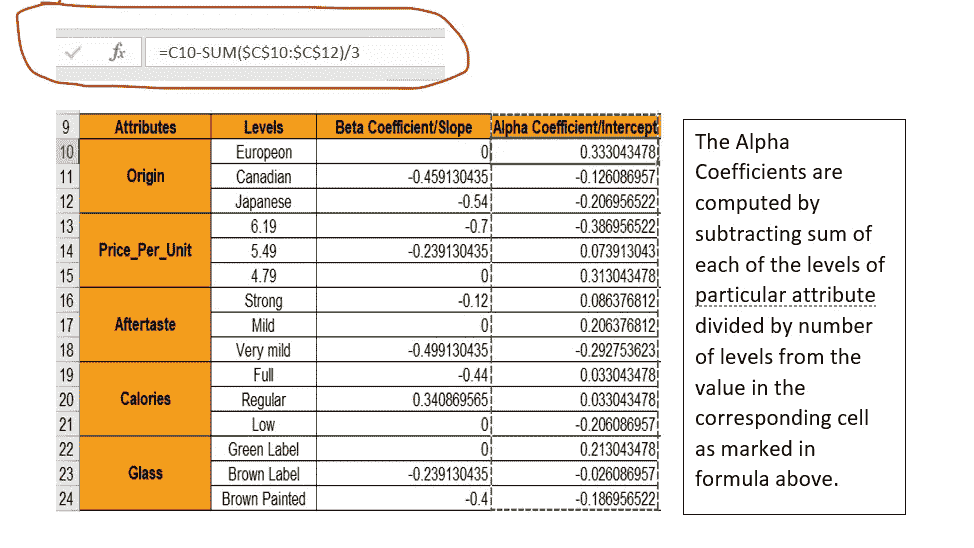 fx =C10-SUM($C$10:$C$12)/3
9 Attributes Levels Beta Coefficient/Slope Alpha Coefficient/Intercept
10 Europeon 0 0.333043478
11 Origin Canadian -0.459130435 -0.126086957
12 Japanese -0.54 -0.206956522
13 6.19 -0.7 -0.386956522
14 Price_Per_Unit 5.49 -0.239130435 0.073913043
15 4.79 0 0.313043478
16 Strong -0.12 0.086376812
17 Aftertaste Mild 0 0.206376812
18 Very mild -0.499130435 -0.292753623
19 Full -0.44 0.033043478
20 Calories Regular 0.340869565 0.033043478
21 Low 0 -0.206086957
22 Green Label 0 0.213043478
23 Glass Brown Label -0.239130435 -0.026086957
24 Brown Painted -0.4 -0.186956522
The Alpha
Coefficients are
computed by
subtracting sum of
each of the levels of
particular attribute
divided by number
of levels from the
value in the
corresponding cell
as marked in
formula above.